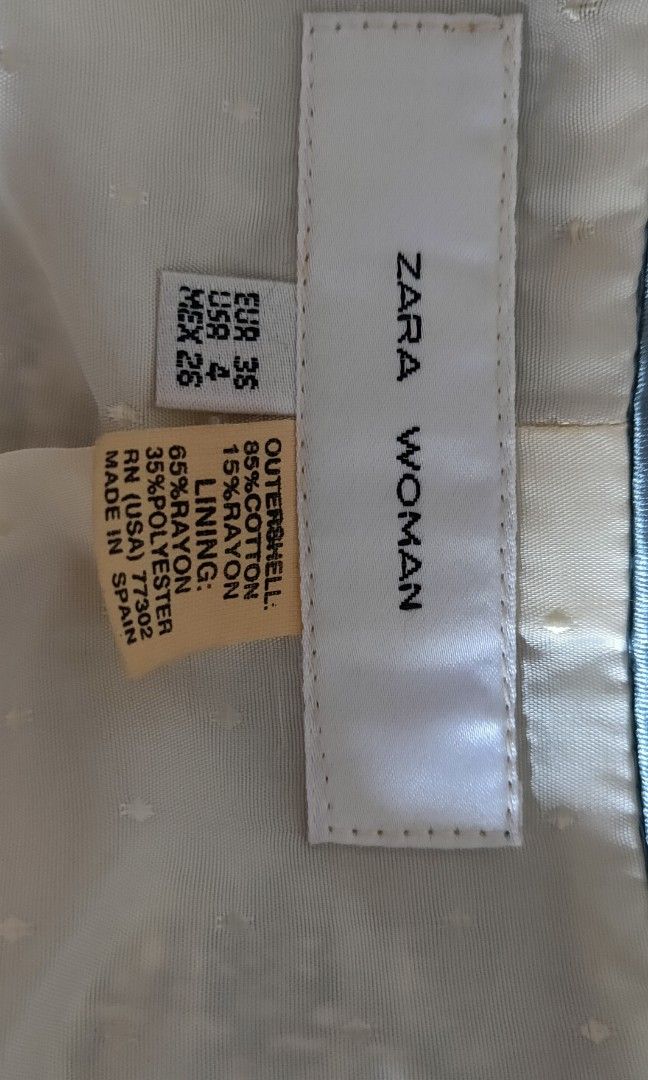 ZARA WOMAN
EUR 36
USA 4
MEX 26
OUTERSHELL:
85%COTTON
15%RAYON
LINING:
65%RAYON
35%POLYESTER
RN (USA) 77302
MADE IN SPAIN